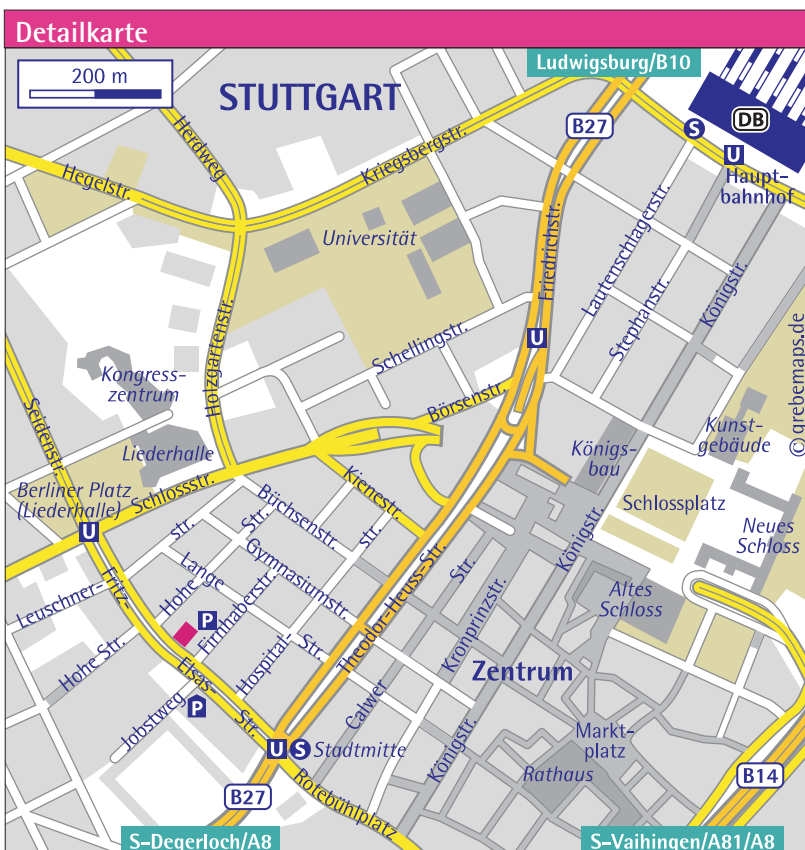 Detailkarte
200 m
STUTTGART
Ludwigsburg/B10
B27
DB
S
U
Haupt-
bahnhof
Herdweg
Hegelstr.
Kriegsbergstr.
Universität
Friedrichstr.
Lautenschlagerstr.
Stephanstr.
Königstr.
Holzgartenstr.
Schellingstr.
U
Kongress-
zentrum
Börsenstr.
Seidenstr.
Liederhalle
Königs-
bau
Kunst-
gebäude
© grebemaps.de
Berliner Platz
(Liederhalle)
Schlossstr.
Kienestr.
Schlossplatz
Neues
Schloss
U
Büchsenstr.
Leuschner-
str.
Hohe
Str.
Lange
Str.
Gymnasiumstr.
Hospital-
str.
Firnhaberstr.
Theodor-Heuss-Str.
Calwer
Str.
Kronprinzstr.
Königstr.
Altes
Schloss
Fritz-
Elsas-
Str.
P
Hohe Str.
Jobstweg
P
Zentrum
U
S
Stadtmitte
Königstr.
Markt-
platz
Rathaus
B27
Rotebühlplatz
B14
S-Degerloch/A8
S-Vaihingen/A81/A8